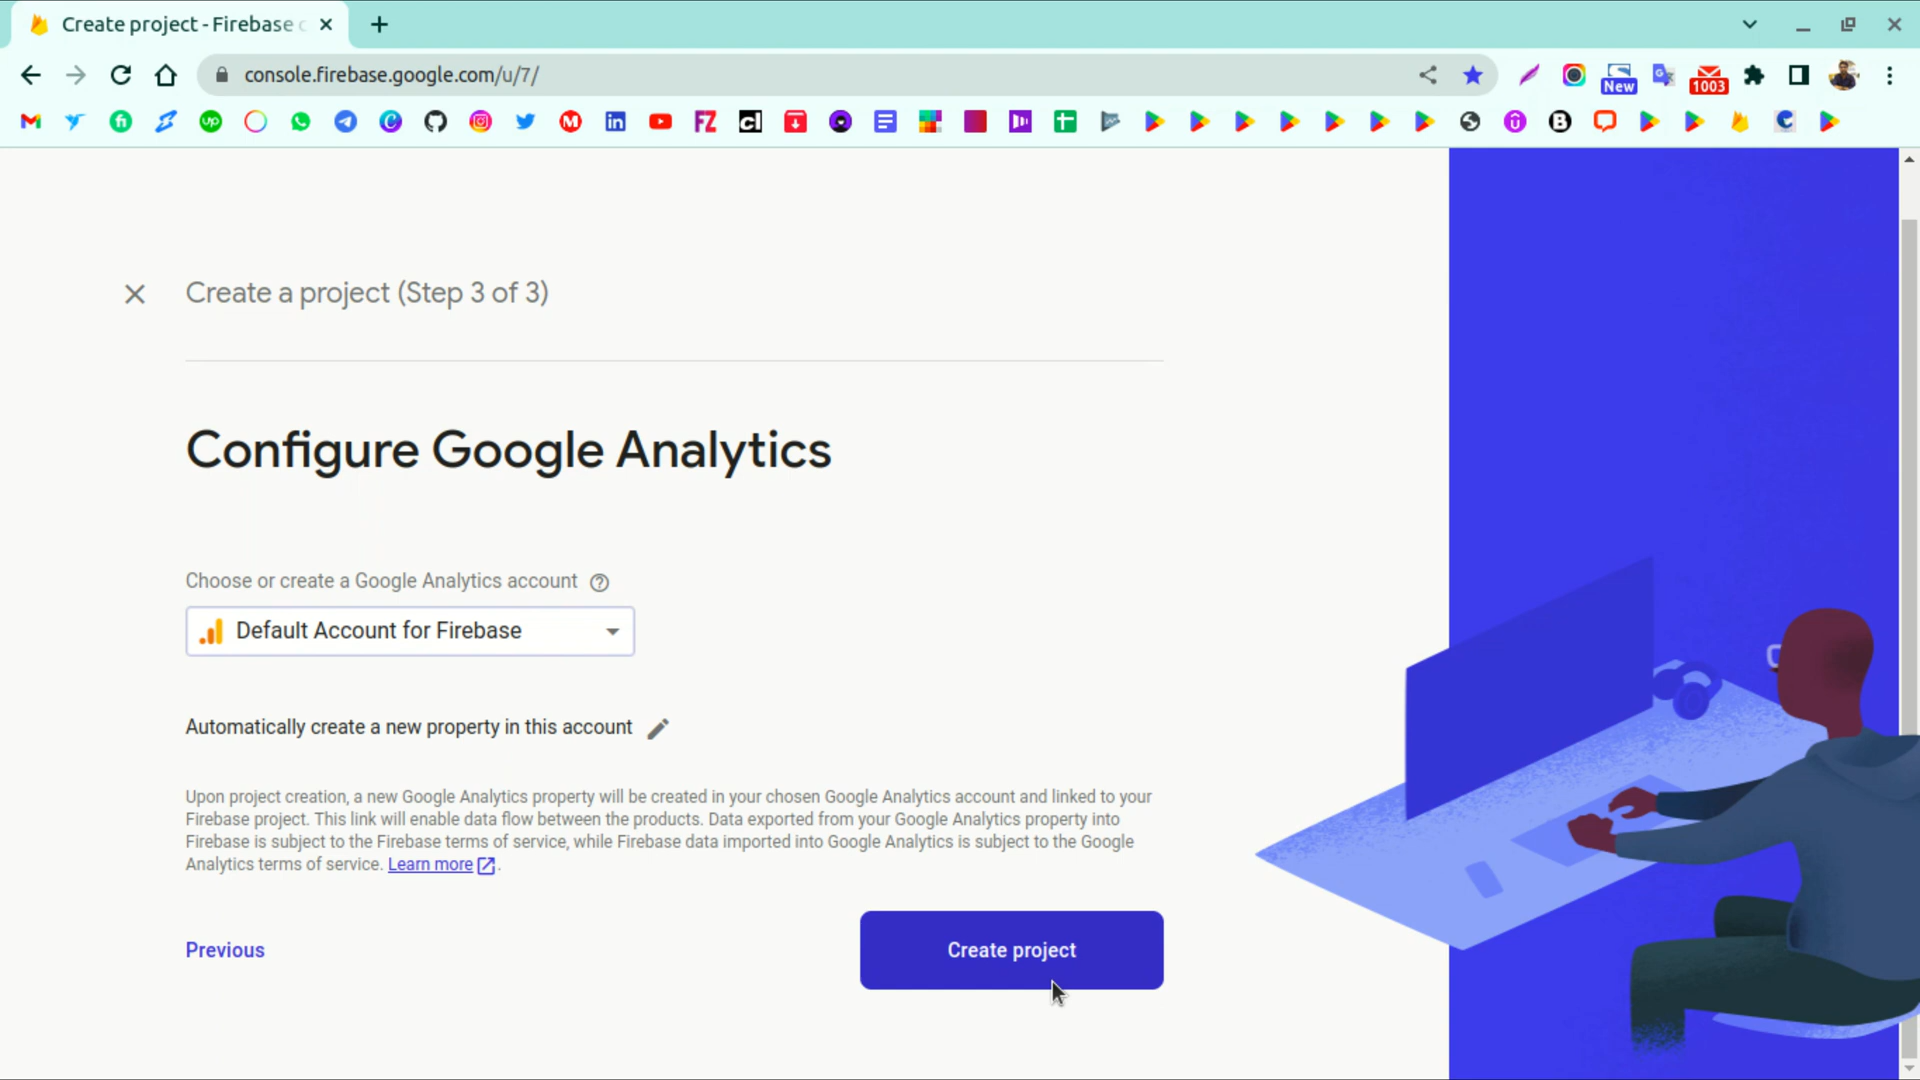 Create project - Firebase c
console.firebase.google.com/u/7/
New
1003
up
FZ
cl
B
Create a project (Step 3 of 3)
Configure Google Analytics
Choose or create a Google Analytics account
Default Account for Firebase
Automatically create a new property in this account
Upon project creation, a new Google Analytics property will be created in your chosen Google Analytics account and linked to your
Firebase project. This link will enable data flow between the products. Data exported from your Google Analytics property into
Firebase is subject to the Firebase terms of service, while Firebase data imported into Google Analytics is subject to the Google
Analytics terms of service. Learn more .
Previous
Create project